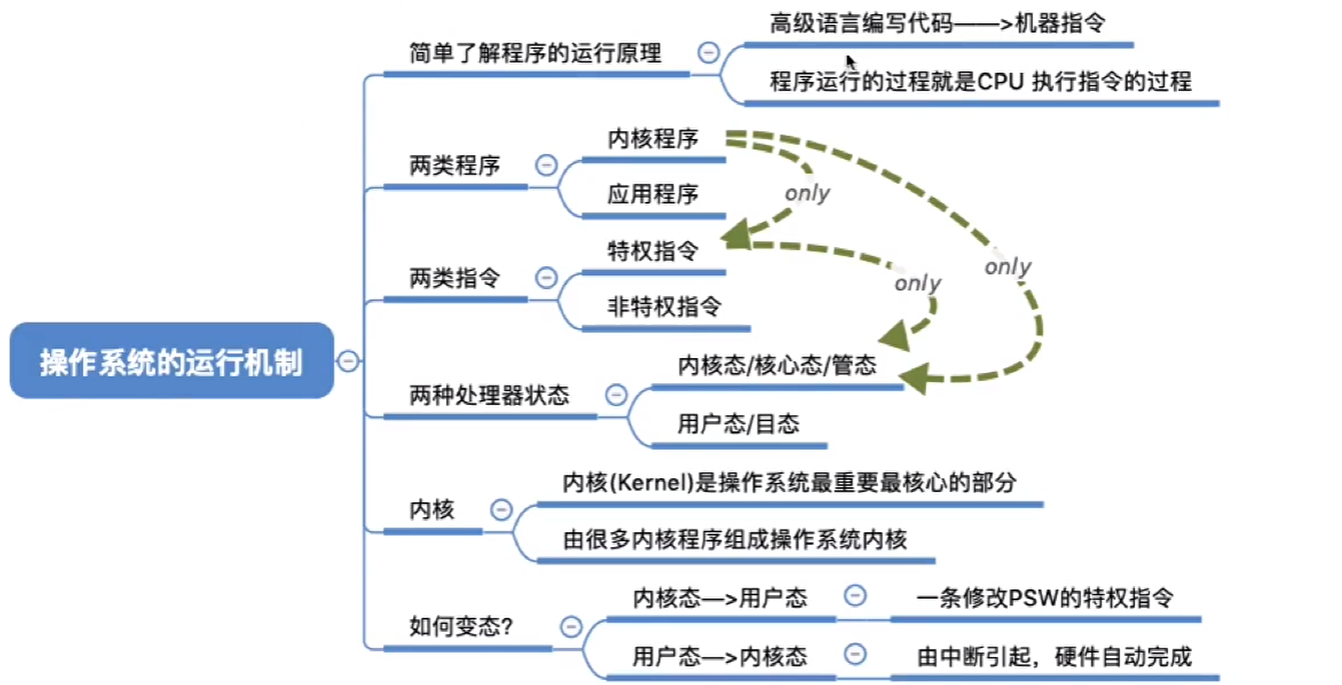 操作系统的运行机制
简单了解程序的运行原理
高级语言编写代码——>机器指令
程序运行的过程就是CPU 执行指令的过程
两类程序
内核程序
应用程序
only
两类指令
特权指令
非特权指令
only
only
两种处理器状态
内核态/核心态/管态
用户态/目态
内核
内核(Kernel)是操作系统最重要最核心的部分
由很多内核程序组成操作系统内核
如何变态?
内核态—>用户态
一条修改PSW的特权指令
用户态—>内核态
由中断引起，硬件自动完成